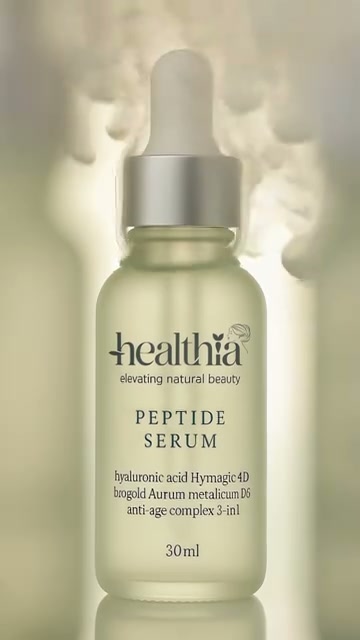 healthia
elevating natural beauty
PEPTIDE
SERUM
hyaluronic acid Hymagic 4D
brogold Aurum metalicum D6
anti-age complex 3-in1
30ml